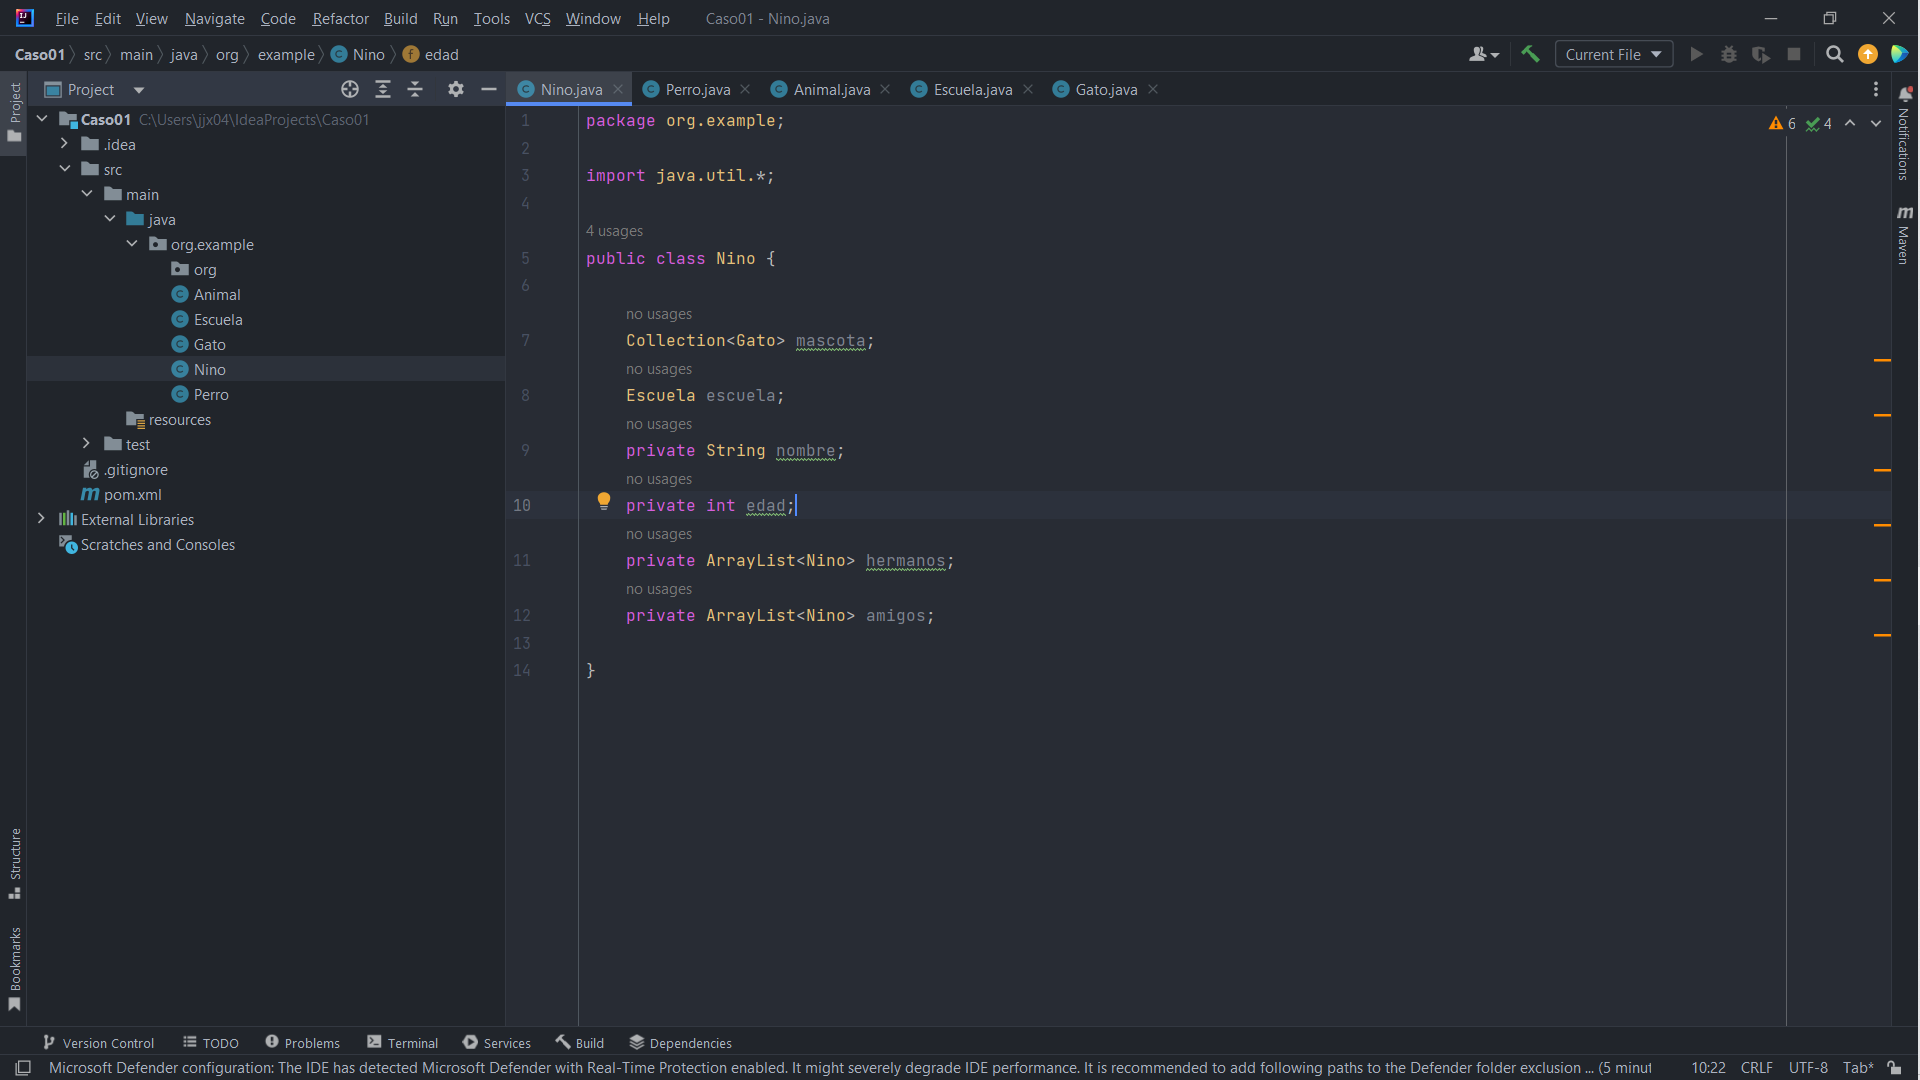 File Edit View Navigate Code Refactor Build Run Tools VCS Window Help Caso01 - Nino.java
Caso01 src main java org example Nino edad
Current File
Project
Nino.java Perro.java Animal.java Escuela.java Gato.java
Project
Caso01 C:\Users\jjx04\IdeaProjects\Caso01
.idea
src
main
java
org.example
org
Animal
Escuela
Gato
Nino
Perro
resources
test
.gitignore
pom.xml
External Libraries
Scratches and Consoles
Structure
Bookmarks
1 package org.example;
2
3 import java.util.*;
4
4 usages
5 public class Nino {
6
no usages
7 Collection<Gato> mascota;
no usages
8 Escuela escuela;
no usages
9 private String nombre;
no usages
10 private int edad;
no usages
11 private ArrayList<Nino> hermanos;
no usages
12 private ArrayList<Nino> amigos;
13
14 }
6 4
Notifications
Maven
Version Control TODO Problems Terminal Services Build Dependencies
Microsoft Defender configuration: The IDE has detected Microsoft Defender with Real-Time Protection enabled. It might severely degrade IDE performance. It is recommended to add following paths to the Defender folder exclusion ... (5 minut 10:22 CRLF UTF-8 Tab*